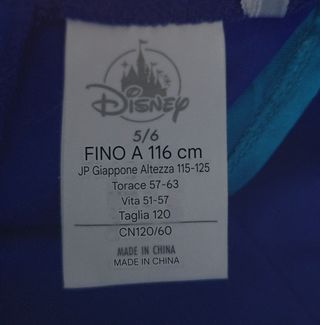 Disney
5/6
FINO A 116 cm
JP Giappone Altezza 115-125
Torace 57-63
Vita 51-57
Taglia 120
CN120/60
MADE IN CHINA
MADE IN CHINA